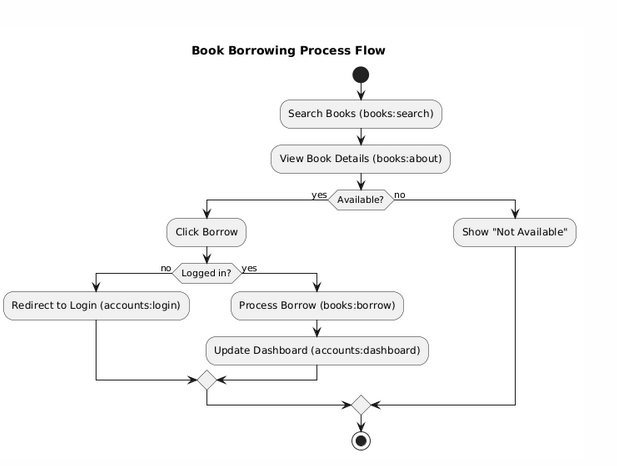 Book Borrowing Process Flow
Search Books (books:search)
View Book Details (books:about)
yes
Available?
no
Click Borrow
Show "Not Available"
no
Logged in?
yes
Redirect to Login (accounts:login)
Process Borrow (books:borrow)
Update Dashboard (accounts:dashboard)